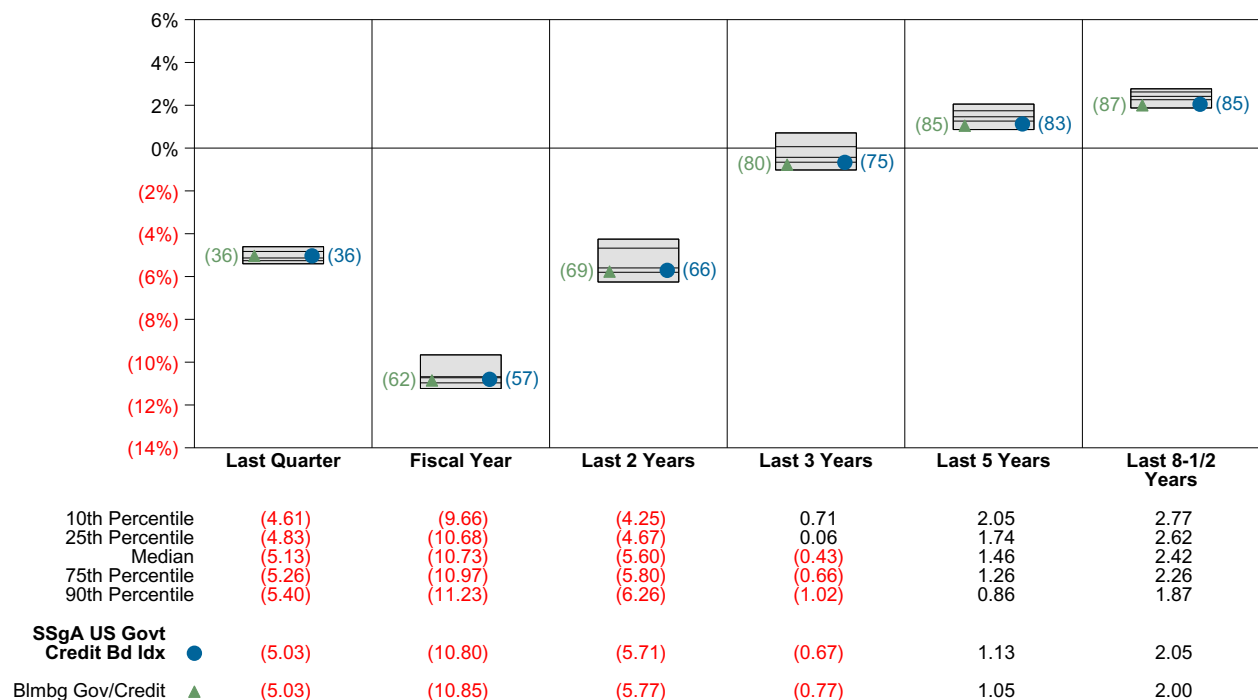 6%
4%
2%
0%
(2%)
(4%)
(6%)
(8%)
(10%)
(12%)
(14%)
(36) (36)
(62) (57)
(69) (66)
(80) (75)
(85) (83)
(87) (85)
Last Quarter Fiscal Year Last 2 Years Last 3 Years Last 5 Years Last 8-1/2
Years
10th Percentile (4.61) (9.66) (4.25) 0.71 2.05 2.77
25th Percentile (4.83) (10.68) (4.67) 0.06 1.74 2.62
Median (5.13) (10.73) (5.60) (0.43) 1.46 2.42
75th Percentile (5.26) (10.97) (5.80) (0.66) 1.26 2.26
90th Percentile (5.40) (11.23) (6.26) (1.02) 0.86 1.87
SSgA US Govt
Credit Bd Idx (5.03) (10.80) (5.71) (0.67) 1.13 2.05
Blmbg Gov/Credit (5.03) (10.85) (5.77) (0.77) 1.05 2.00